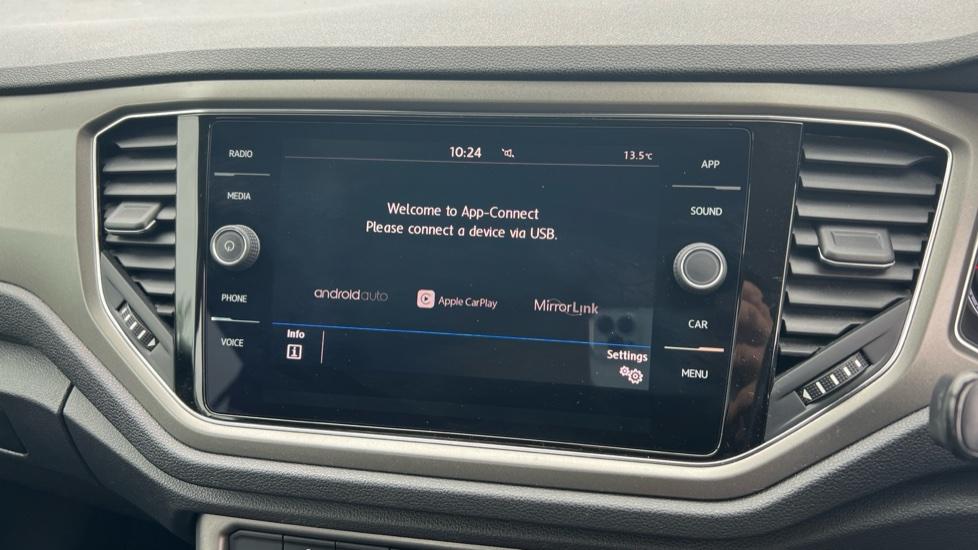 RADIO
MEDIA
PHONE
VOICE
10:24
13.5°C
Welcome to App-Connect
Please connect a device via USB.
androidauto
Apple CarPlay
MirrorLink
Info
Settings
APP
SOUND
CAR
MENU